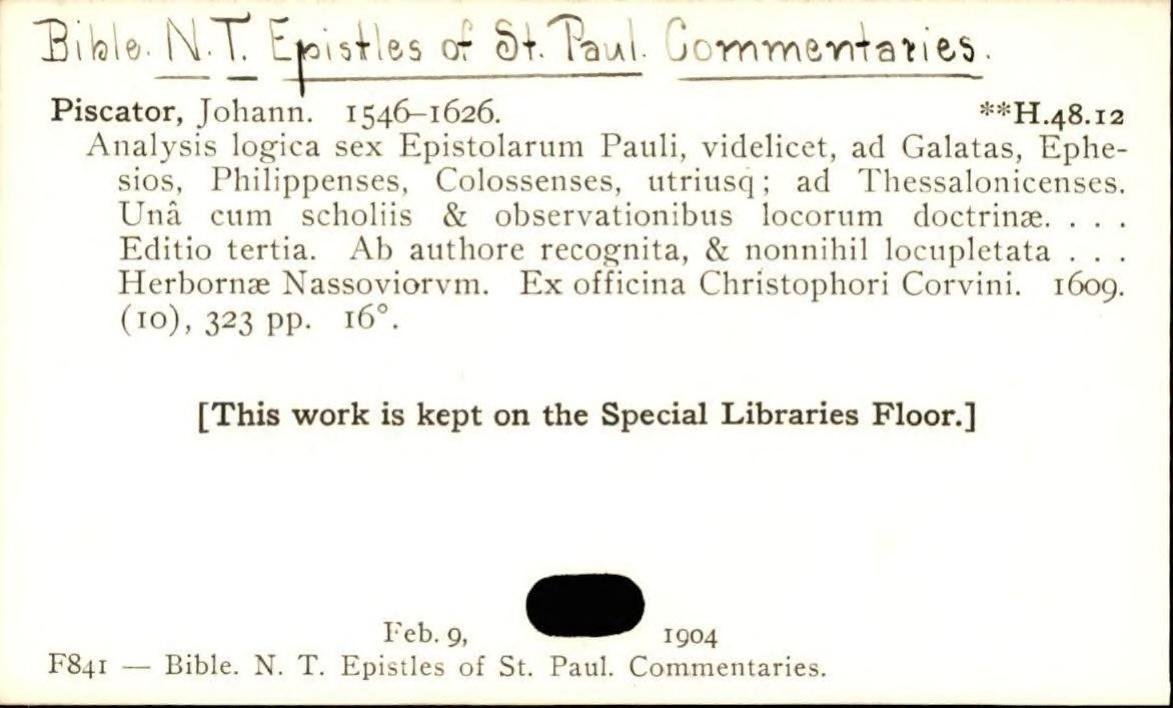 Bible. N.T. Epistles of St. Paul. Commentaries.
Piscator, Johann. 1546–1626. **H.48.12
Analysis logica sex Epistolarum Pauli, videlicet, ad Galatas, Ephe-
sios, Philippenses, Colossenses, utriusq; ad Thessalonicenses.
Unâ cum scholiis & observationibus locorum doctrinæ. . . .
Editio tertia. Ab authore recognita, & nonnihil locupletata . . .
Herbornæ Nassoviorvm. Ex officina Christophori Corvini. 1609.
(10), 323 pp. 16°.
[This work is kept on the Special Libraries Floor.]
Feb. 9, 1904
F841 — Bible. N. T. Epistles of St. Paul. Commentaries.